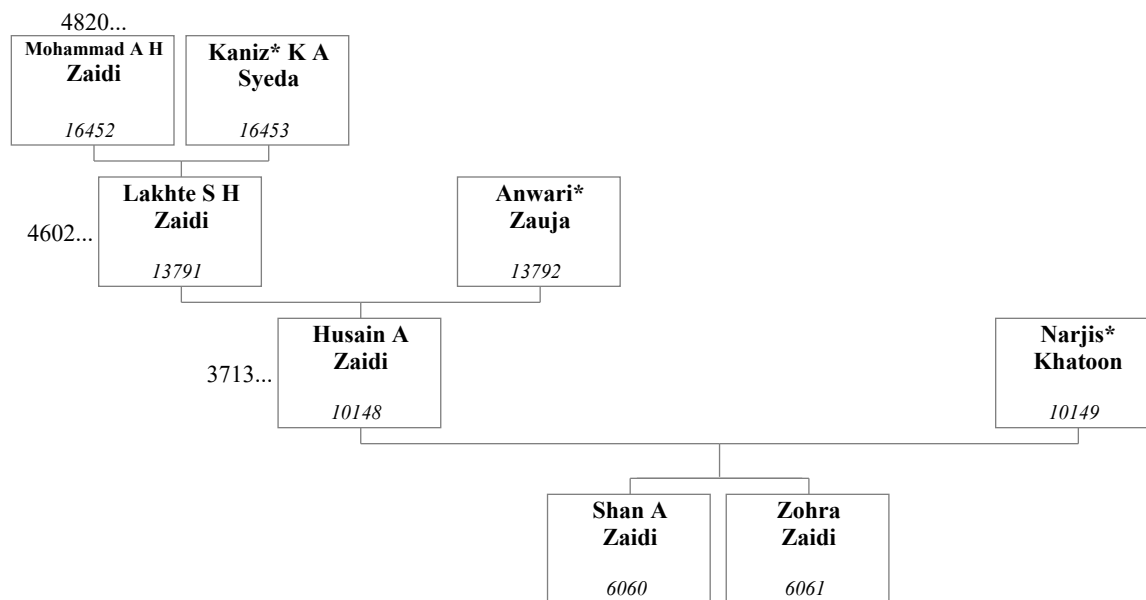 4820...
Mohammad A H
Zaidi
16452
Kaniz* K A
Syeda
16453
4602...
Lakhte S H
Zaidi
13791
Anwari*
Zauja
13792
3713...
Husain A
Zaidi
10148
Narjis*
Khatoon
10149
Shan A
Zaidi
6060
Zohra
Zaidi
6061